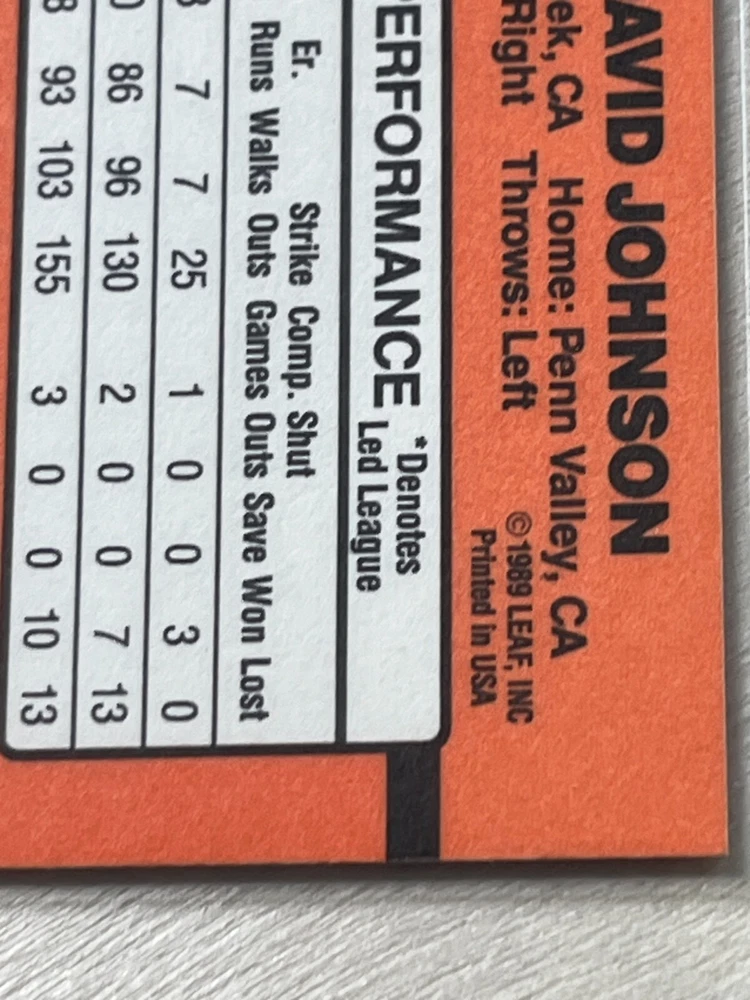 AVID JOHNSON
ek, CA Home: Penn Valley, CA
Right Throws: Left
© 1989 LEAF, INC
Printed in USA
ERFORMANCE *Denotes
Led League
Er. Strike Comp. Shut
Runs Walks Outs Games Outs Save Won Lost
7 7 25 1 0 0 3 0
86 96 130 2 0 0 7 13
93 103 155 3 0 0 10 13